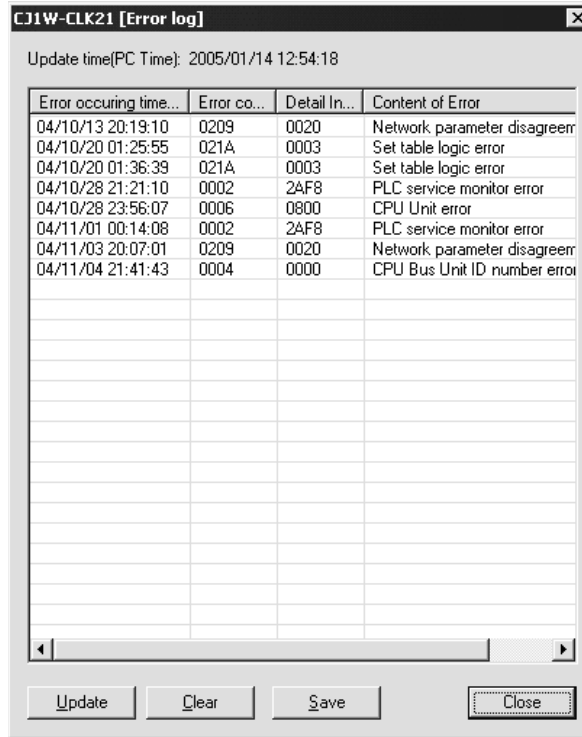 CJ1W-CLK21 [Error log]
Update time(PC Time): 2005/01/14 12:54:18
Error occuring time... Error co... Detail In... Content of Error
04/10/13 20:19:10 0209 0020 Network parameter disagreem
04/10/20 01:25:55 021A 0003 Set table logic error
04/10/20 01:36:39 021A 0003 Set table logic error
04/10/28 21:21:10 0002 2AF8 PLC service monitor error
04/10/28 23:56:07 0006 0800 CPU Unit error
04/11/01 00:14:08 0002 2AF8 PLC service monitor error
04/11/03 20:07:01 0209 0020 Network parameter disagreem
04/11/04 21:41:43 0004 0000 CPU Bus Unit ID number error
Update Clear Save Close